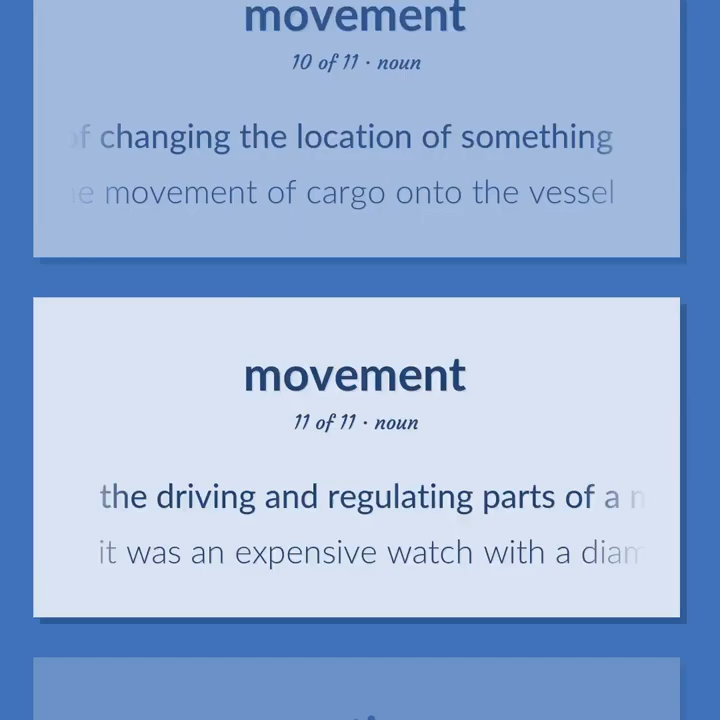 movement
10 of 11 · noun
of changing the location of something
movement of cargo onto the vessel
movement
11 of 11 · noun
the driving and regulating parts of a
it was an expensive watch with a